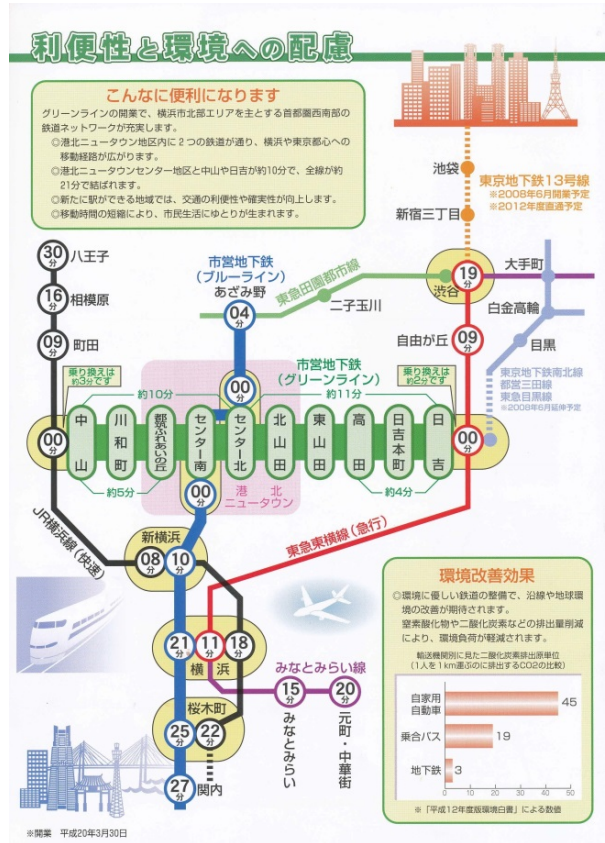 利便性と環境への配慮
こんなに便利になります
グリーンラインの開業で、横浜市北部エリアを主とする首都圏西南部の
鉄道ネットワークが充実します。
◎港北ニュータウン地区内に2つの鉄道が通り、横浜や東京都心への
移動経路が広がります。
◎港北ニュータウンセンター地区と中山や日吉が約10分で、全線が約
21分で結ばれます。
◎新たに駅ができる地域では、交通の利便性や確実性が向上します。
◎移動時間の短縮により、市民生活にゆとりが生まれます。
池袋
新宿三丁目
東京地下鉄13号線
※2008年6月開業予定
※2012年度直通予定
30分 八王子
16分 相模原
09分 町田
市営地下鉄
(ブルーライン)
あざみ野
04分
東急田園都市線
二子玉川
19分
渋谷
大手町
白金高輪
目黒
09分
自由が丘
東京地下鉄南北線
都営三田線
東急目黒線
※2008年6月延伸予定
乗り換えは
約3分です
約10分
00分
市営地下鉄
(グリーンライン)
約11分
乗り換えは
約2分です
00分
中山
川和町
都筑ふれあいの丘
センター南
センター北
北山田
東山田
高田
日吉本町
日吉
00分
約5分
00分
港北
ニュータウン
約4分
JR横浜線(快速)
新横浜
08分
10分
東急東横線(急行)
21分
11分
18分
横浜
みなとみらい線
15分
みなとみらい
20分
元町・中華街
桜木町
25分
22分
27分
関内
環境改善効果
◎環境に優しい鉄道の整備で、沿線や地球環
境の改善が期待されます。
窒素酸化物や二酸化炭素などの排出量削減
により、環境負荷が軽減されます。
輸送機関別に見た二酸化炭素排出原単位
(1人を1km運ぶのに排出するCO2の比較)
自家用
自動車
45
乗合バス
19
地下鉄
3
0 10 20 30 40 50
※「平成12年度版環境白書」による数値
※開業 平成20年3月30日